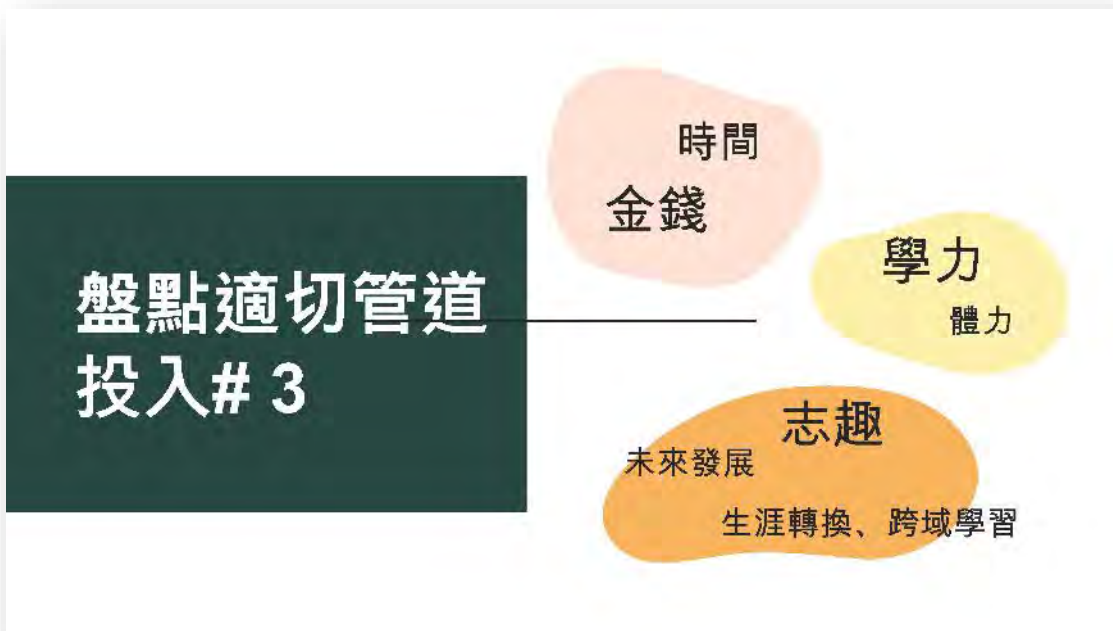 盤點適切管道
投入# 3
時間
金錢
學力
體力
志趣
未來發展
生涯轉換、跨域學習